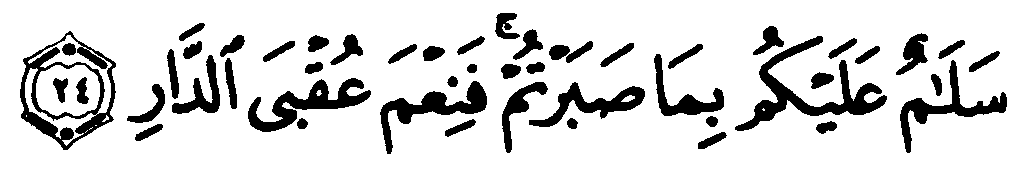 سَلَٰمٌ عَلَيْكُم بِمَا صَبَرْتُمْ ۚ فَنِعْمَ عُقْبَى ٱلدَّارِ ۝٢٤